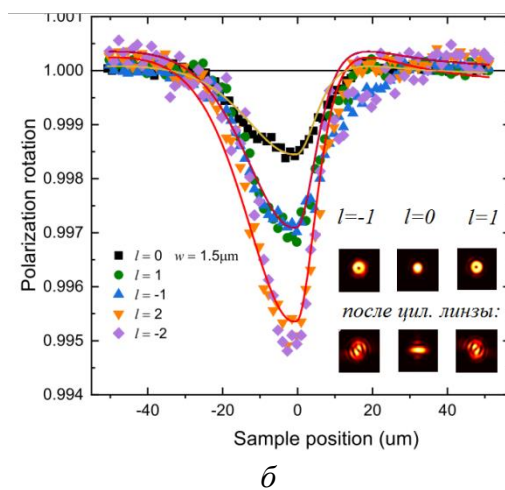 1.001
1.000
0.999
0.998
0.997
0.996
0.995
0.994
Polarization rotation
l = 0 w = 1.5μm
l = 1
l = -1
l = 2
l = -2
l=-1 l=0 l=1
после цил. линзы:
-40 -20 0 20 40
Sample position (um)
б